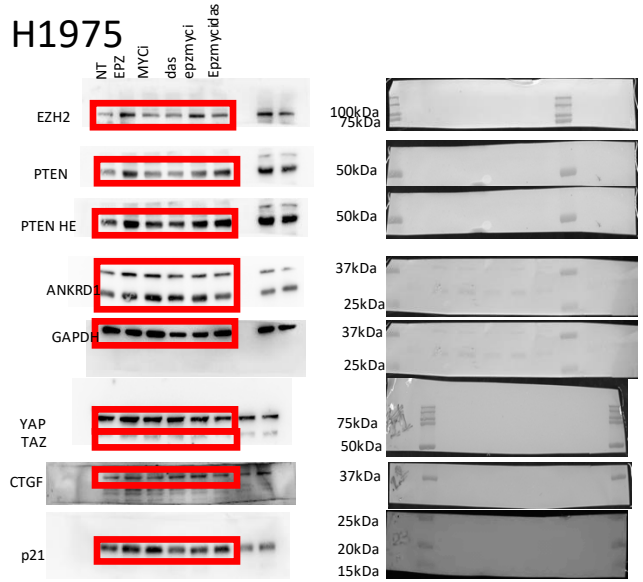 H1975
NT
EPZ
MYCi
das
epzmyci
Epzmycidas
EZH2
100kDa
75kDa
PTEN
50kDa
PTEN HE
50kDa
ANKRD1
37kDa
25kDa
GAPDH
37kDa
25kDa
YAP
TAZ
75kDa
50kDa
CTGF
37kDa
p21
25kDa
20kDa
15kDa